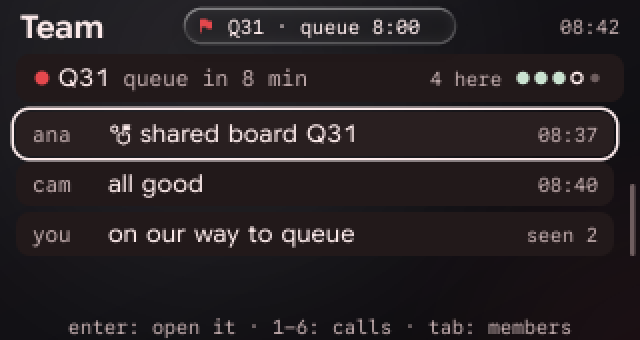 Team Q31 · queue 8:00 08:42
Q31 queue in 8 min 4 here
ana shared board Q31 08:37
cam all good 08:40
you on our way to queue seen 2
enter: open it · 1-6: calls · tab: members